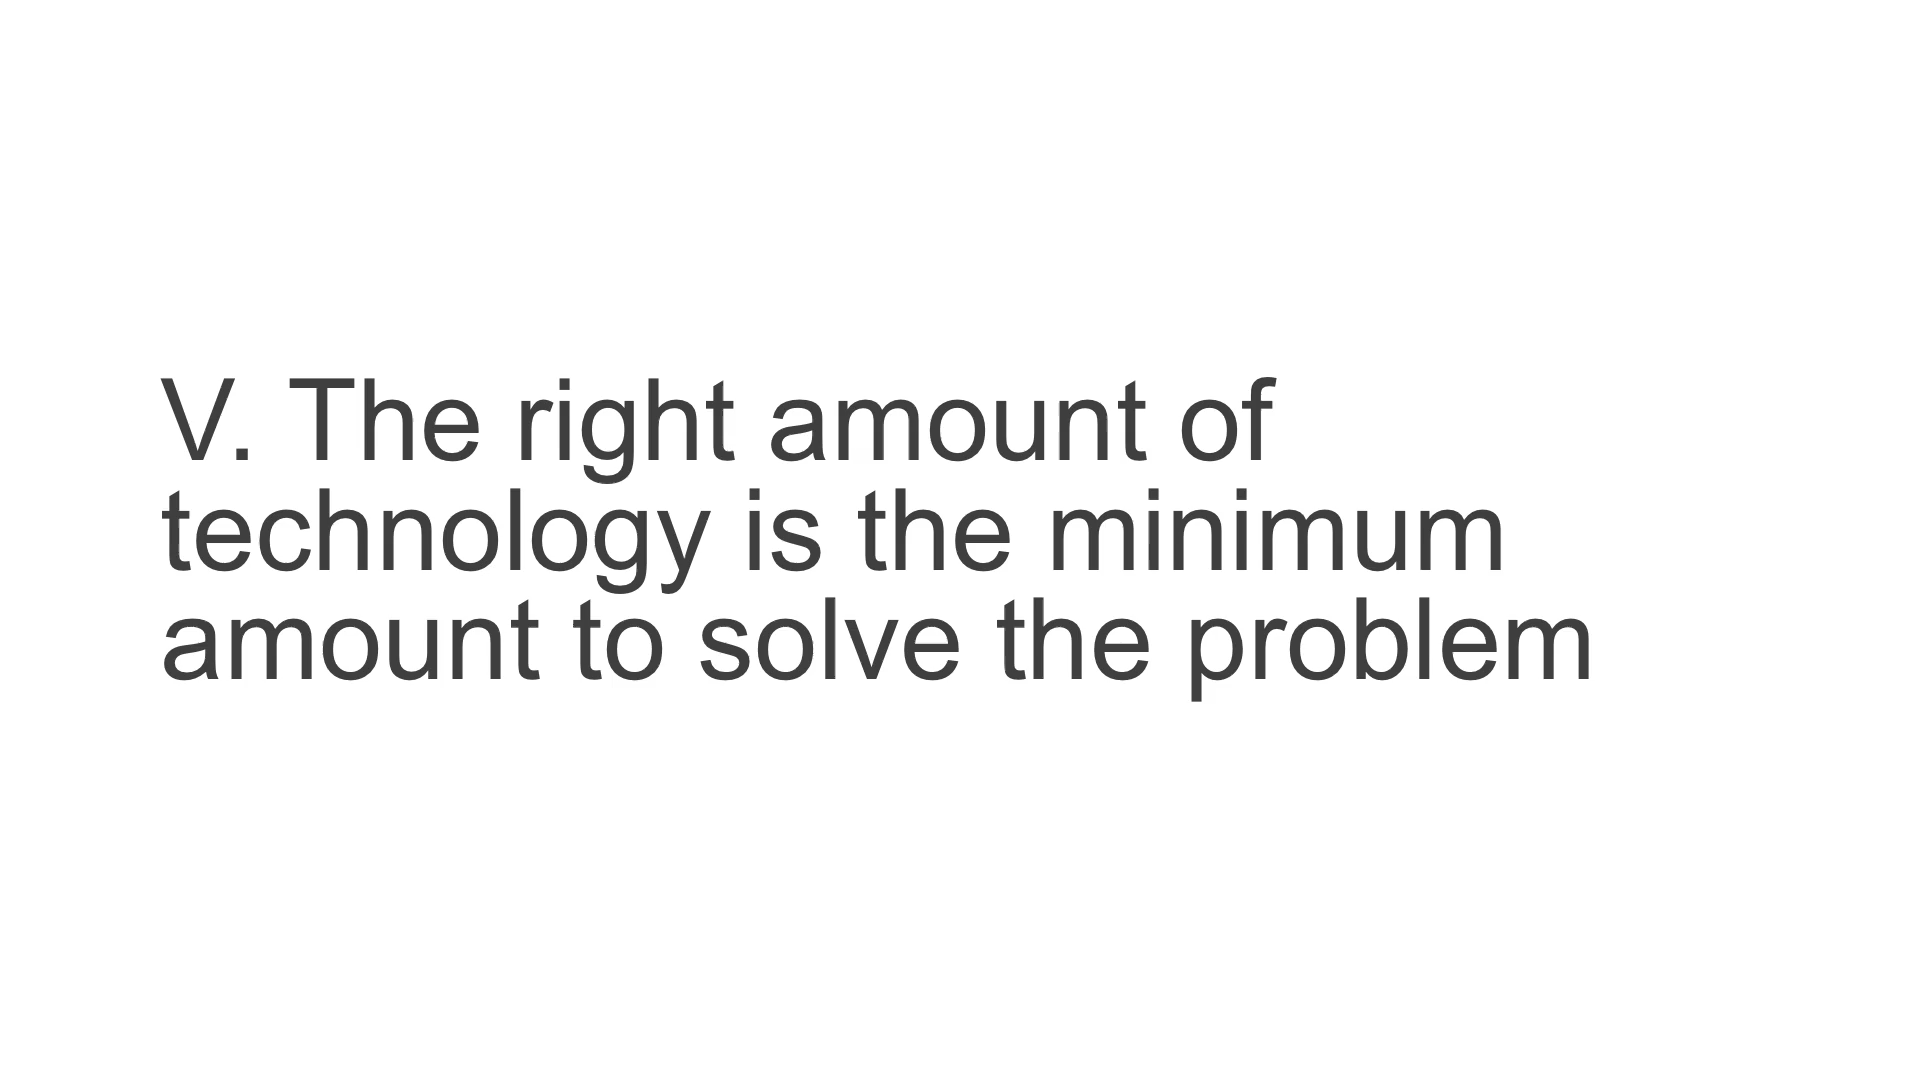 V. The right amount of
technology is the minimum
amount to solve the problem